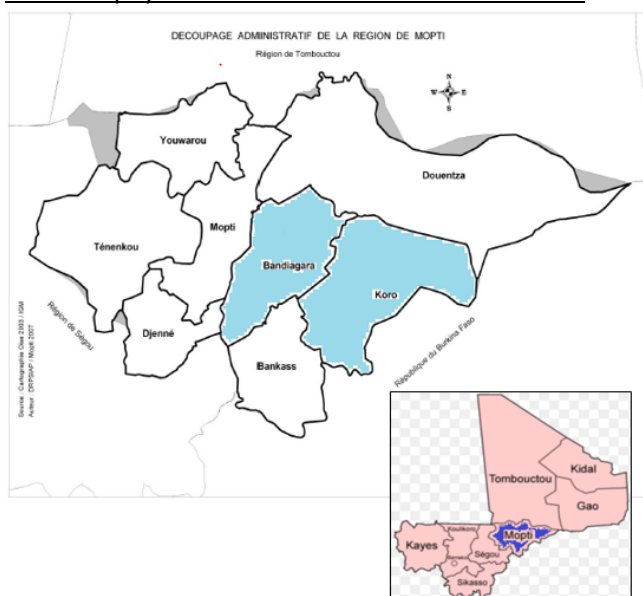 DECOUPAGE ADMINISTRATIF DE LA REGION DE MOPTI
Région de Tombouctou
N
W E
S
Youwarou
Douentza
Mopti
Ténenkou
Bandiagara
Koro
Djenné
Bankass
Région de Ségou
République du Burkina Faso
Source : Cartographie Oise 2003 / IGM
Auteur : DRPSIAP / Mopti 2007
Tombouctou
Kidal
Gao
Mopti
Koulikoro
Kayes
Ségou
Bamako
Sikasso